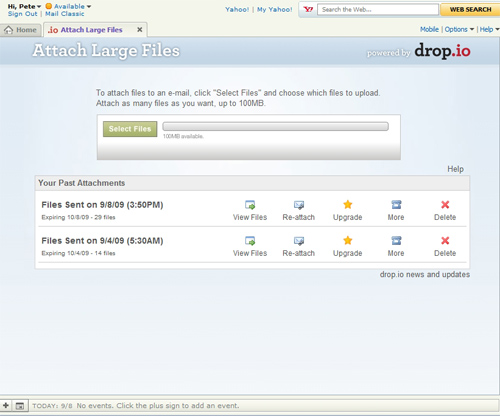 Hi, Pete
Available
Sign Out | Mail Classic
Yahoo! | My Yahoo!
Y!
Search the Web...
WEB SEARCH
Home
.io Attach Large Files
Mobile | Options | Help
Attach Large Files
powered by drop.io
To attach files to an e-mail, click "Select Files" and choose which files to upload.
Attach as many files as you want, up to 100MB.
Select Files
100MB available.
Help
Your Past Attachments
Files Sent on 9/8/09 (3:50PM)
Expiring 10/8/09 - 29 files
View Files Re-attach Upgrade More Delete
Files Sent on 9/4/09 (5:30AM)
Expiring 10/4/09 - 14 files
View Files Re-attach Upgrade More Delete
drop.io news and updates
TODAY: 9/8 No events. Click the plus sign to add an event.